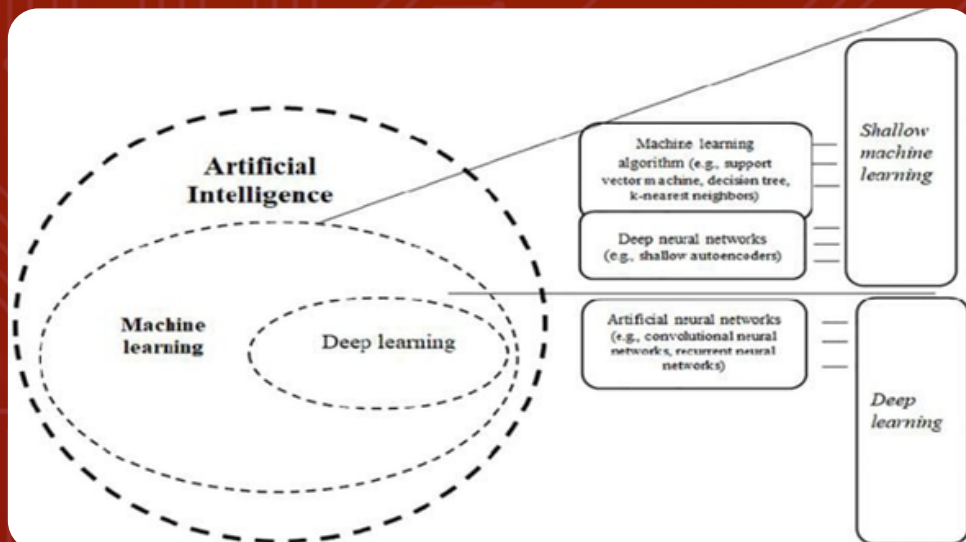 Artificial
Intelligence
Machine
learning
Deep learning
Machine learning
algorithm (e.g., support
vector machine, decision tree,
k-nearest neighbors)
Deep neural networks
(e.g., shallow autoencoders)
Artificial neural networks
(e.g., convolutional neural
networks, recurrent neural
networks)
Shallow
machine
learning
Deep
learning